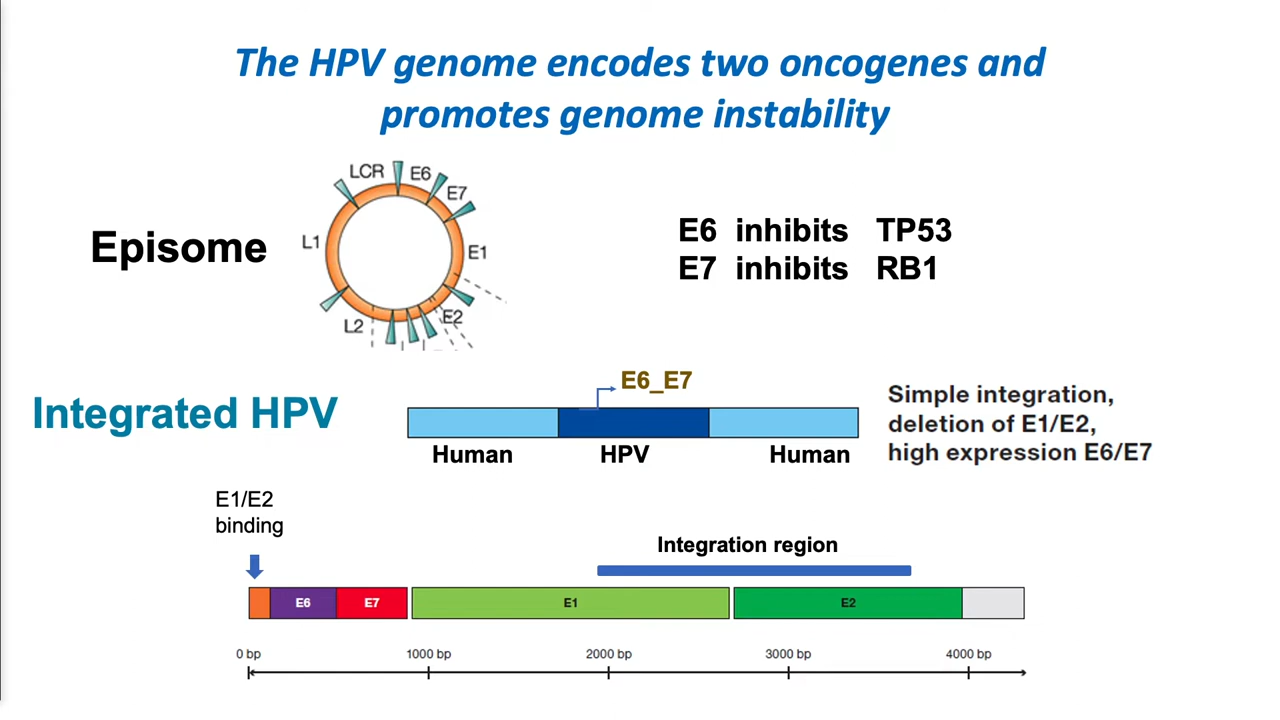 The HPV genome encodes two oncogenes and
promotes genome instability
LCR
E6
E7
L1
E1
L2
E2
Episome
E6 inhibits TP53
E7 inhibits RB1
Integrated HPV
E6_E7
Human
HPV
Human
Simple integration,
deletion of E1/E2,
high expression E6/E7
E1/E2
binding
Integration region
E6
E7
E1
E2
0 bp
1000 bp
2000 bp
3000 bp
4000 bp